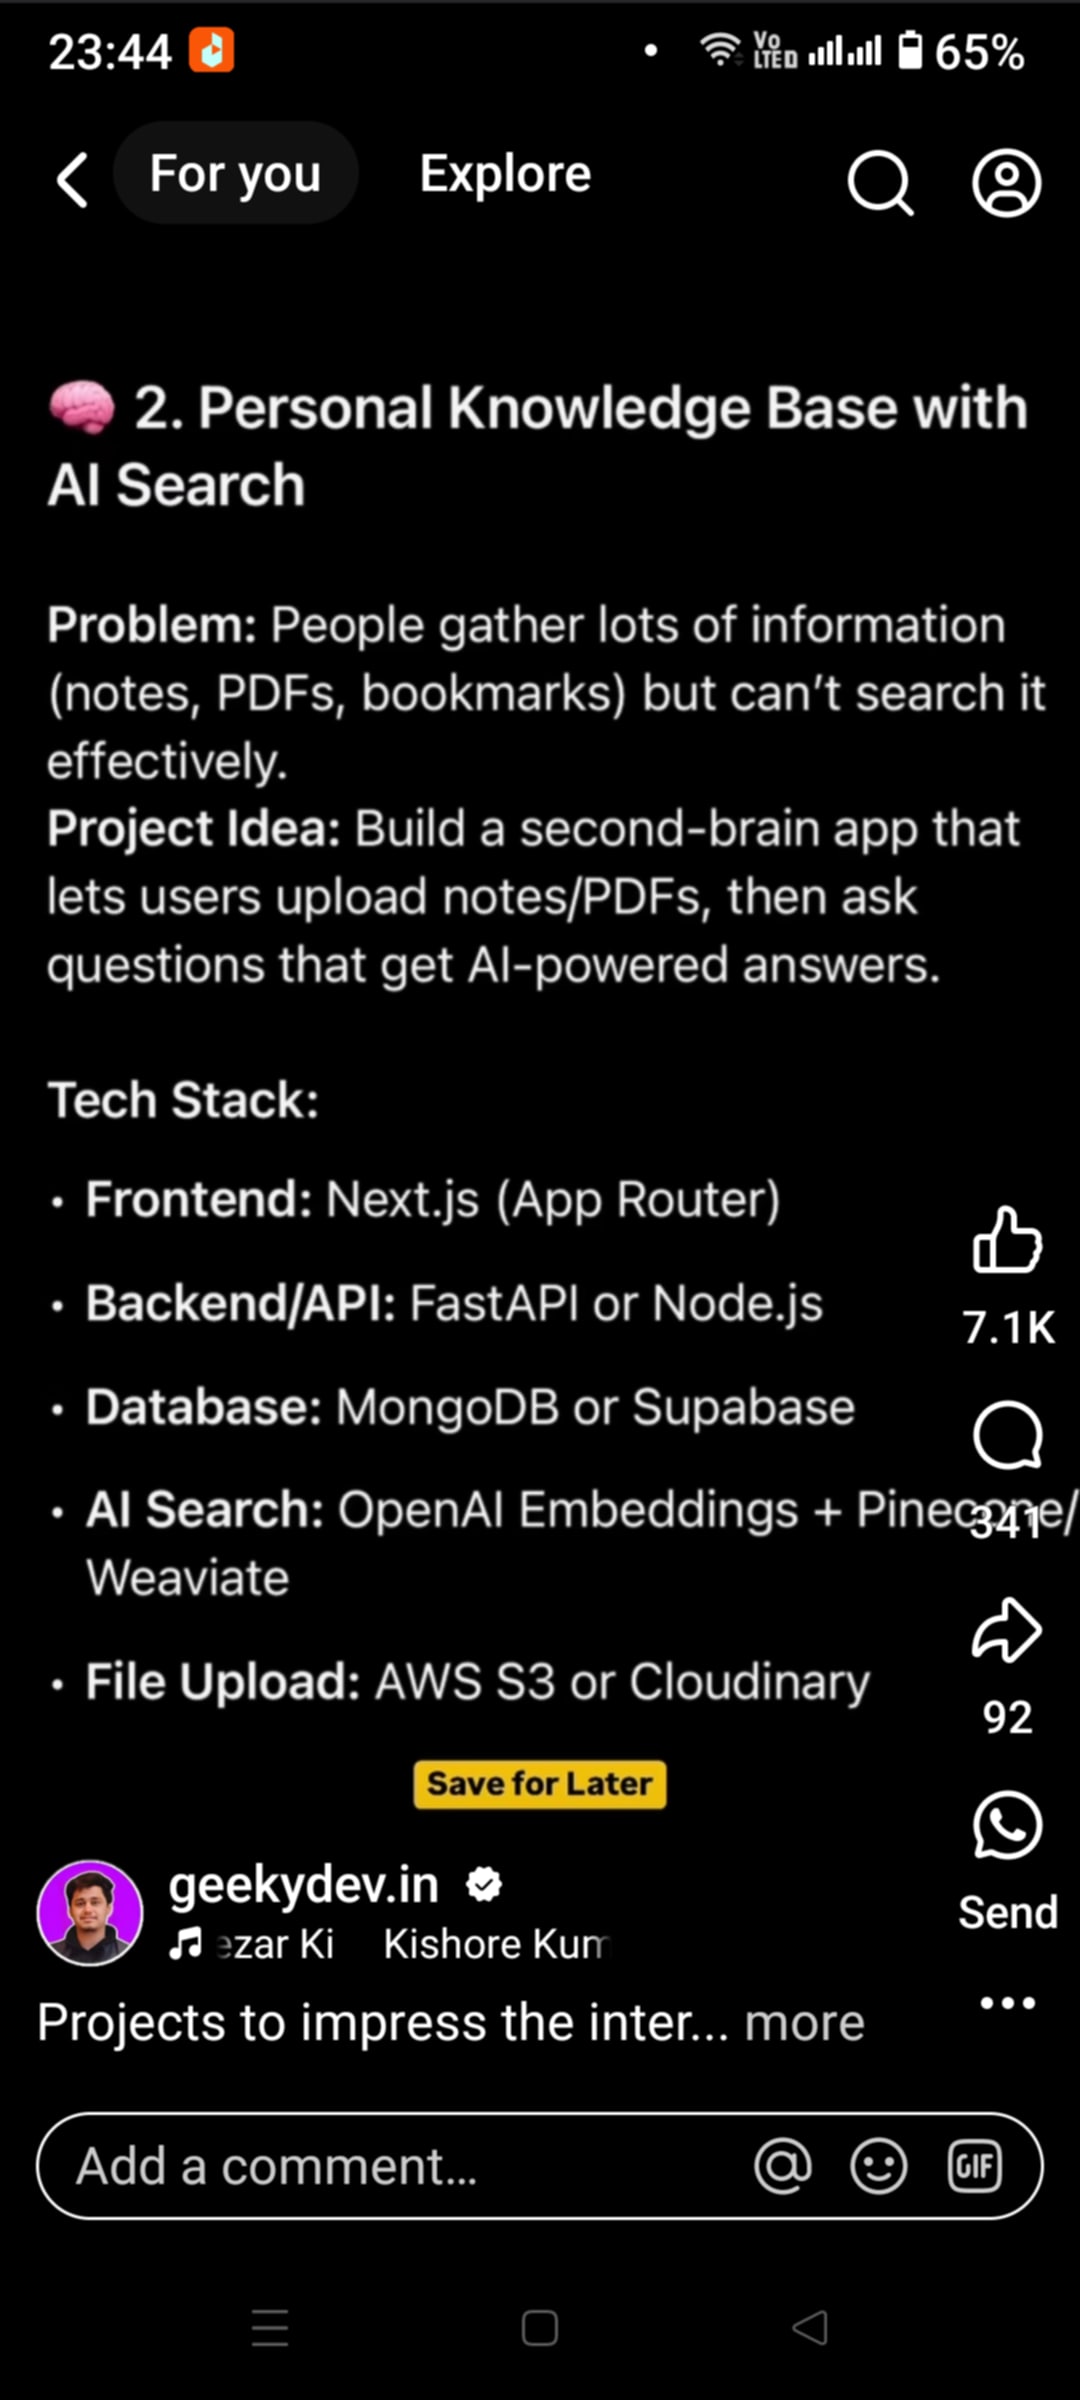 23:44
Vo
LTED
65%
For you
Explore
🧠 2. Personal Knowledge Base with
AI Search
Problem: People gather lots of information
(notes, PDFs, bookmarks) but can't search it
effectively.
Project Idea: Build a second-brain app that
lets users upload notes/PDFs, then ask
questions that get AI-powered answers.
Tech Stack:
• Frontend: Next.js (App Router)
• Backend/API: FastAPI or Node.js
7.1K
• Database: MongoDB or Supabase
• AI Search: OpenAI Embeddings + Pinecone/
341
Weaviate
• File Upload: AWS S3 or Cloudinary
92
Save for Later
geekydev.in
Send
ezar Ki Kishore Kum
Projects to impress the inter... more
Add a comment...
GIF